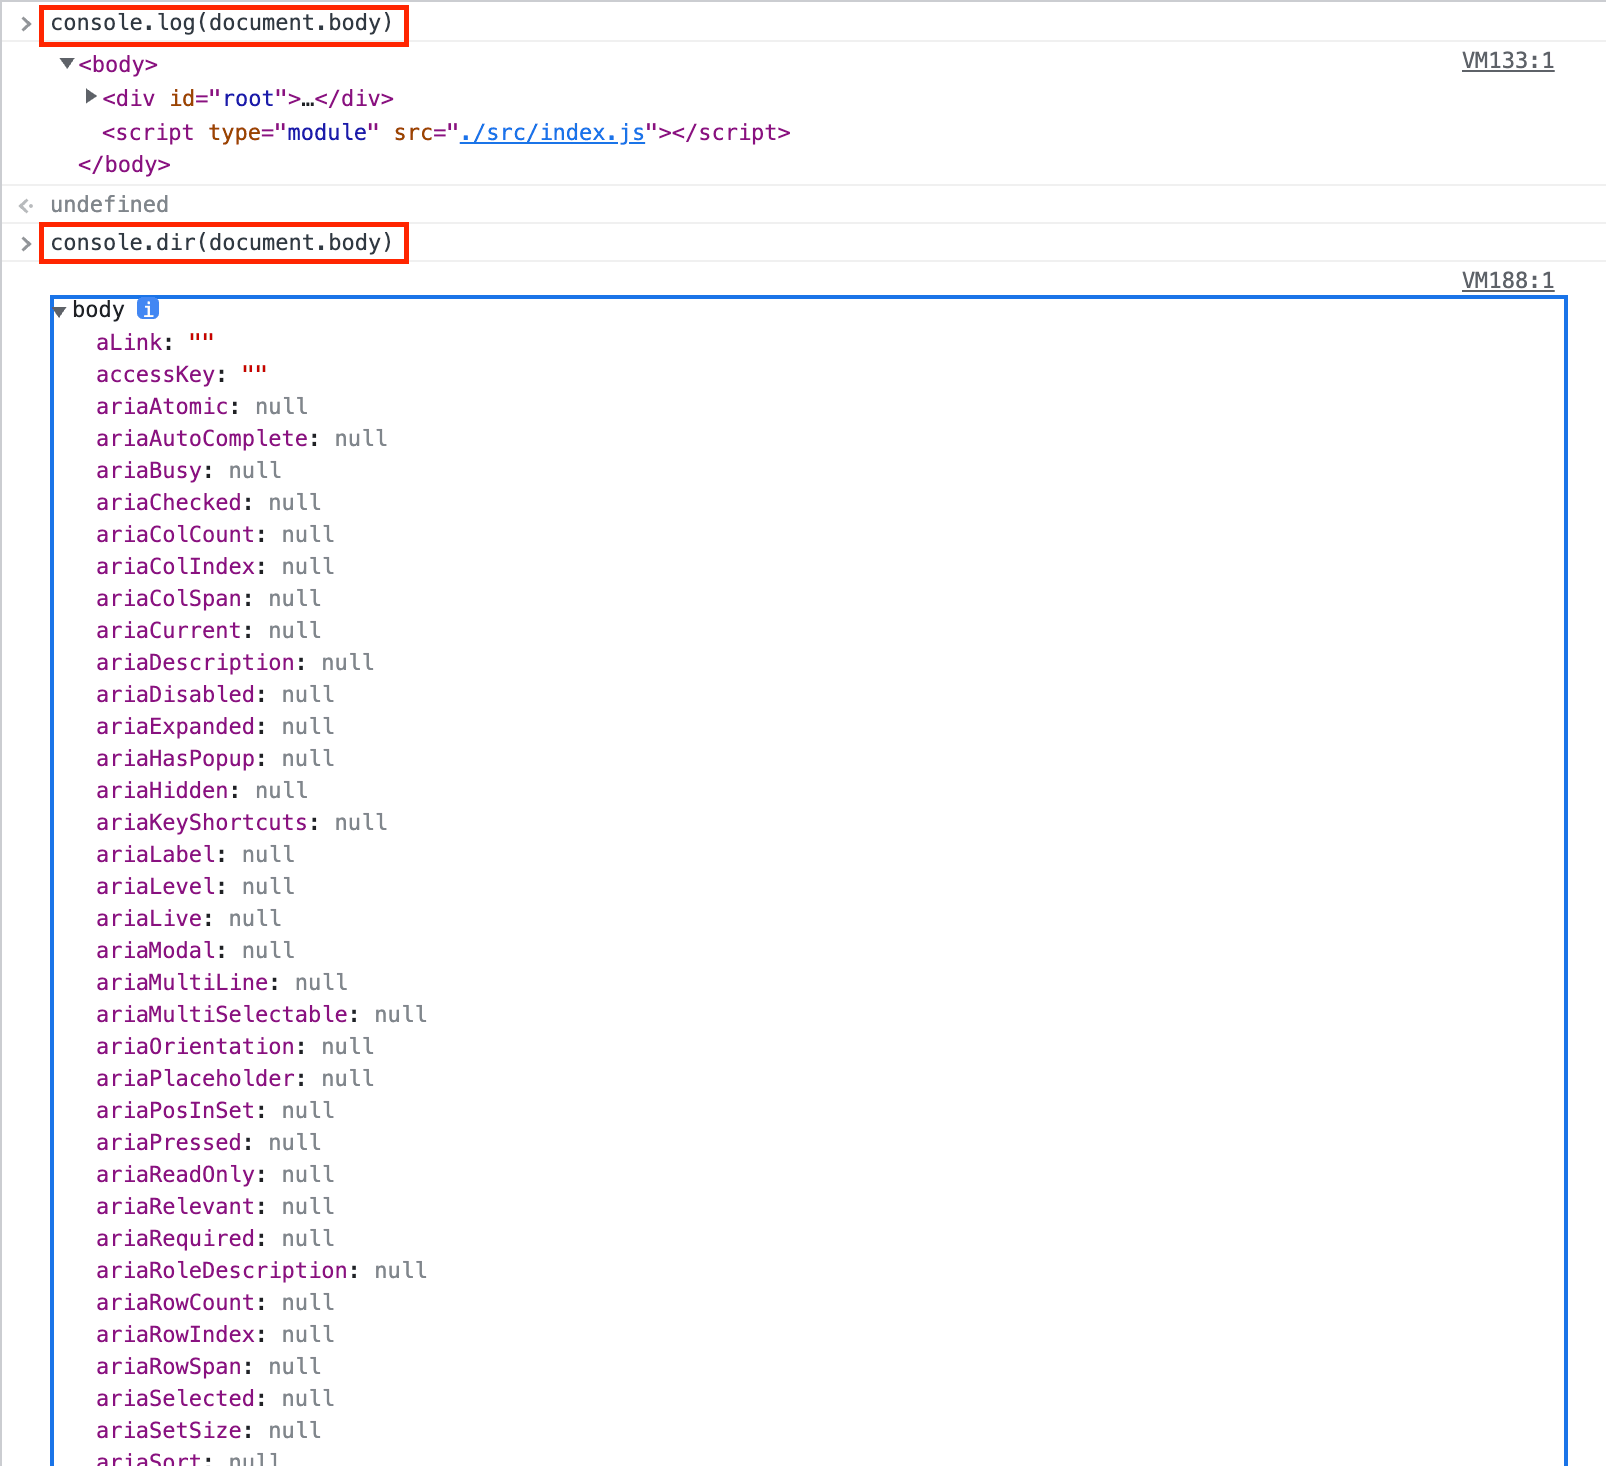 console.log(document.body)
VM133:1
<body>
<div id="root">…</div>
<script type="module" src="./src/index.js"></script>
</body>
undefined
console.dir(document.body)
VM188:1
body i
aLink: ""
accessKey: ""
ariaAtomic: null
ariaAutoComplete: null
ariaBusy: null
ariaChecked: null
ariaColCount: null
ariaColIndex: null
ariaColSpan: null
ariaCurrent: null
ariaDescription: null
ariaDisabled: null
ariaExpanded: null
ariaHasPopup: null
ariaHidden: null
ariaKeyShortcuts: null
ariaLabel: null
ariaLevel: null
ariaLive: null
ariaModal: null
ariaMultiLine: null
ariaMultiSelectable: null
ariaOrientation: null
ariaPlaceholder: null
ariaPosInSet: null
ariaPressed: null
ariaReadOnly: null
ariaRelevant: null
ariaRequired: null
ariaRoleDescription: null
ariaRowCount: null
ariaRowIndex: null
ariaRowSpan: null
ariaSelected: null
ariaSetSize: null
ariaSort: null